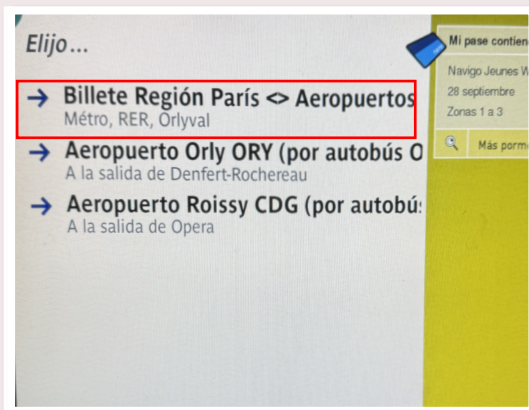 Elijo...
Billete Región París <> Aeropuertos
Métro, RER, Orlyval
Aeropuerto Orly ORY (por autobús O
A la salida de Denfert-Rochereau
Aeropuerto Roissy CDG (por autobús
A la salida de Opera
Mi pase contien
Navigo Jeunes W
28 septiembre
Zonas 1 a 3
Más porm